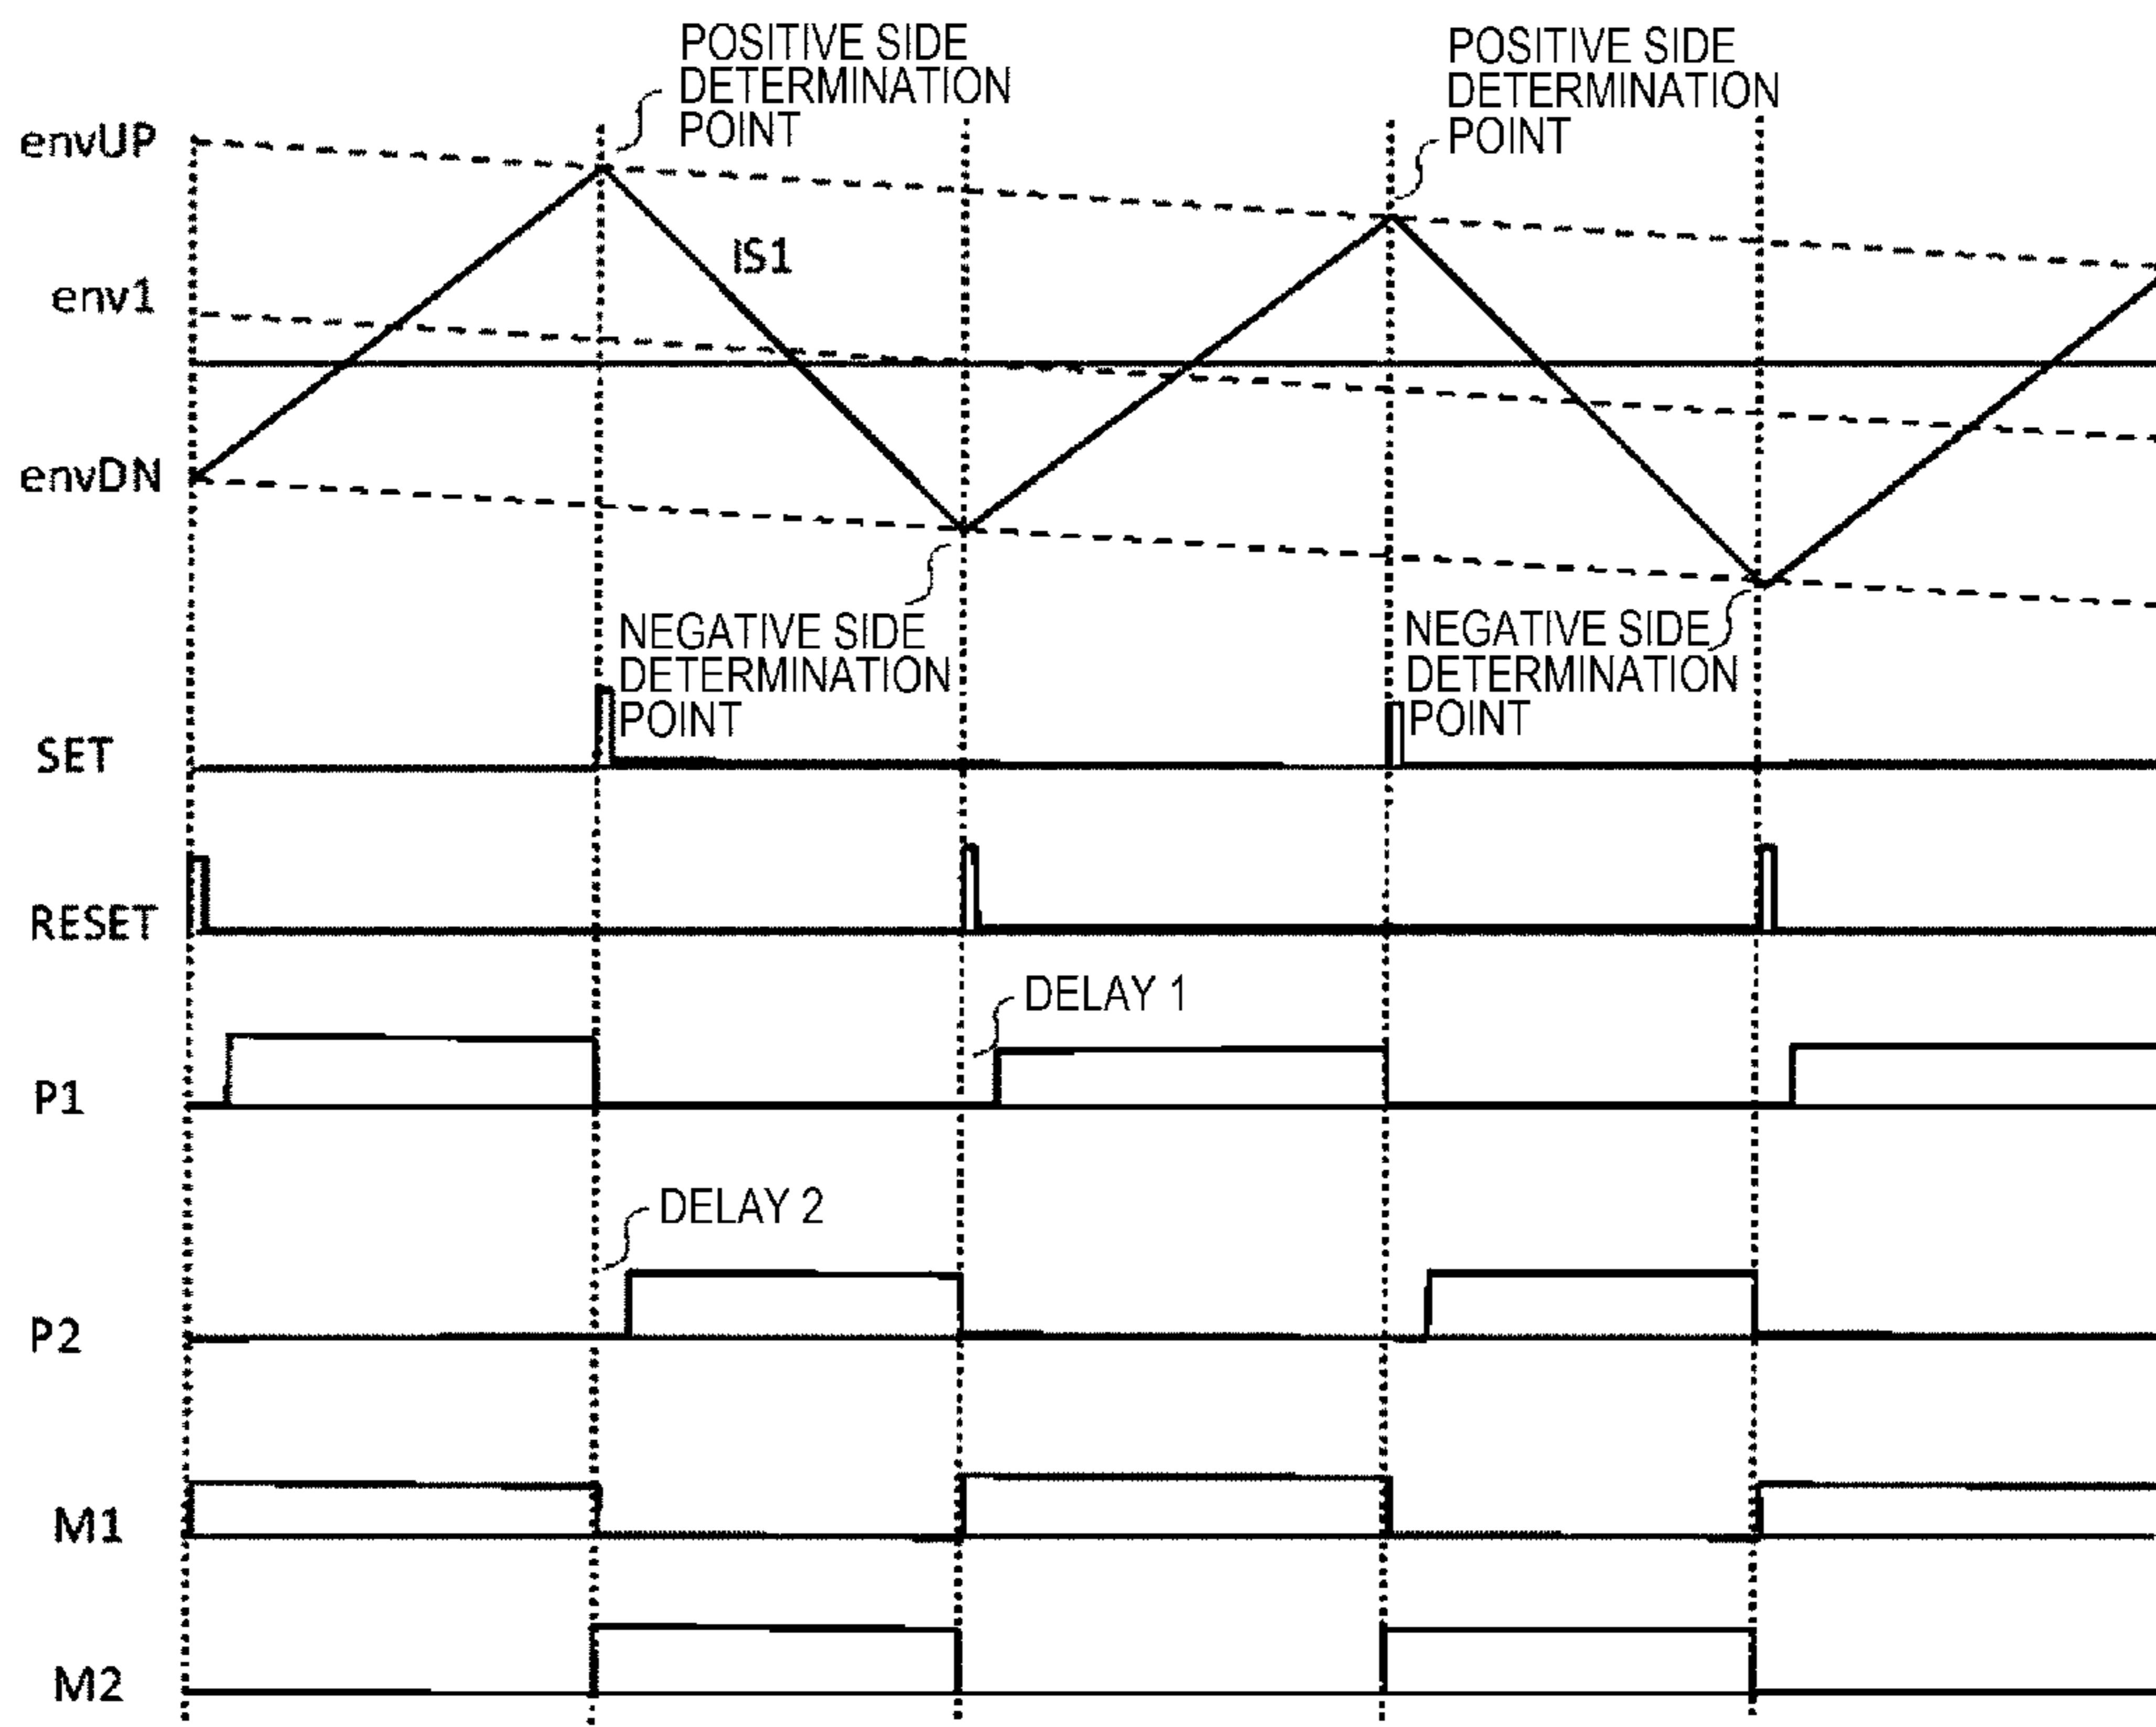 POSITIVE SIDE
DETERMINATION
POINT
POSITIVE SIDE
DETERMINATION
POINT
envUP
IS1
env1
envDN
NEGATIVE SIDE
DETERMINATION
POINT
NEGATIVE SIDE
DETERMINATION
POINT
SET
RESET
DELAY 1
P1
DELAY 2
P2
M1
M2